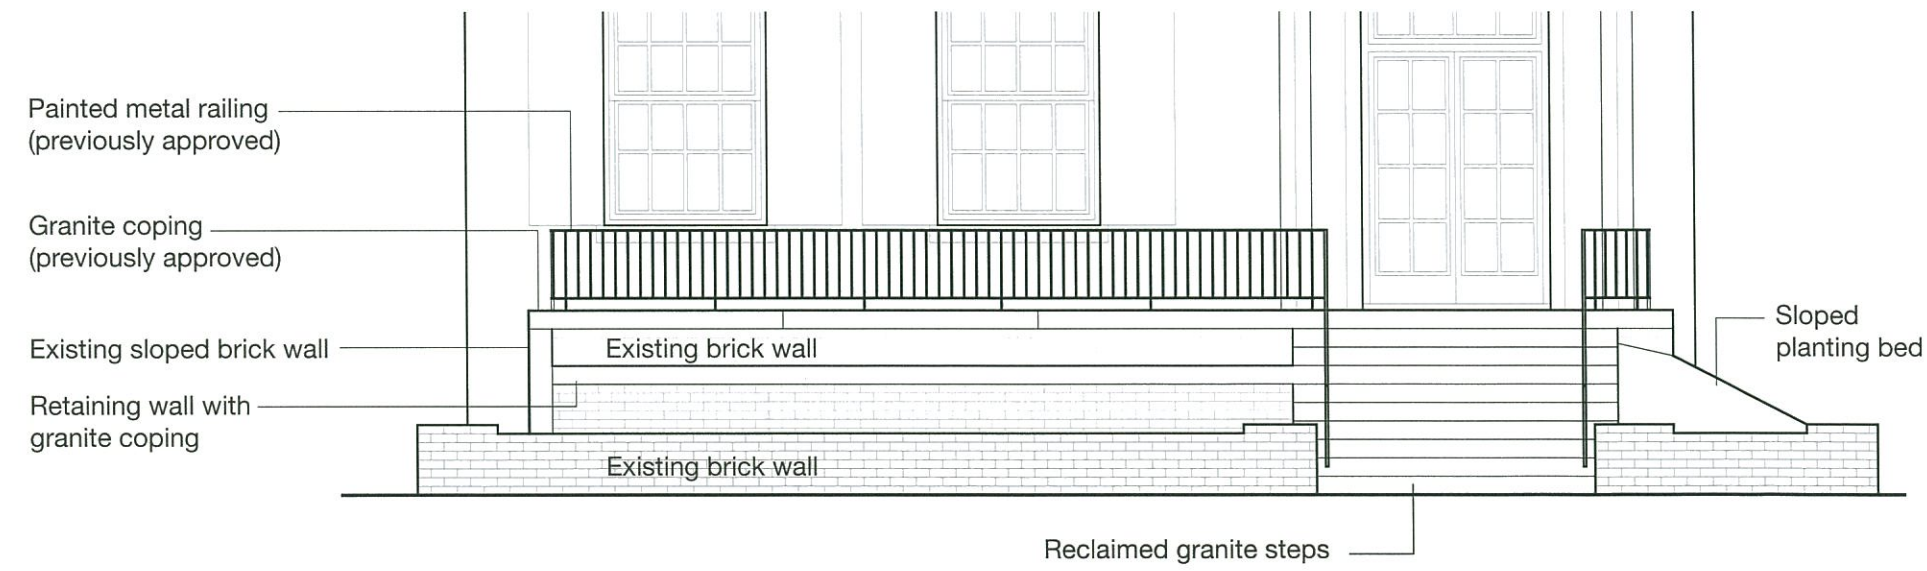 Painted metal railing
(previously approved)
Granite coping
(previously approved)
Existing sloped brick wall
Existing brick wall
Sloped
planting bed
Retaining wall with
granite coping
Existing brick wall
Reclaimed granite steps